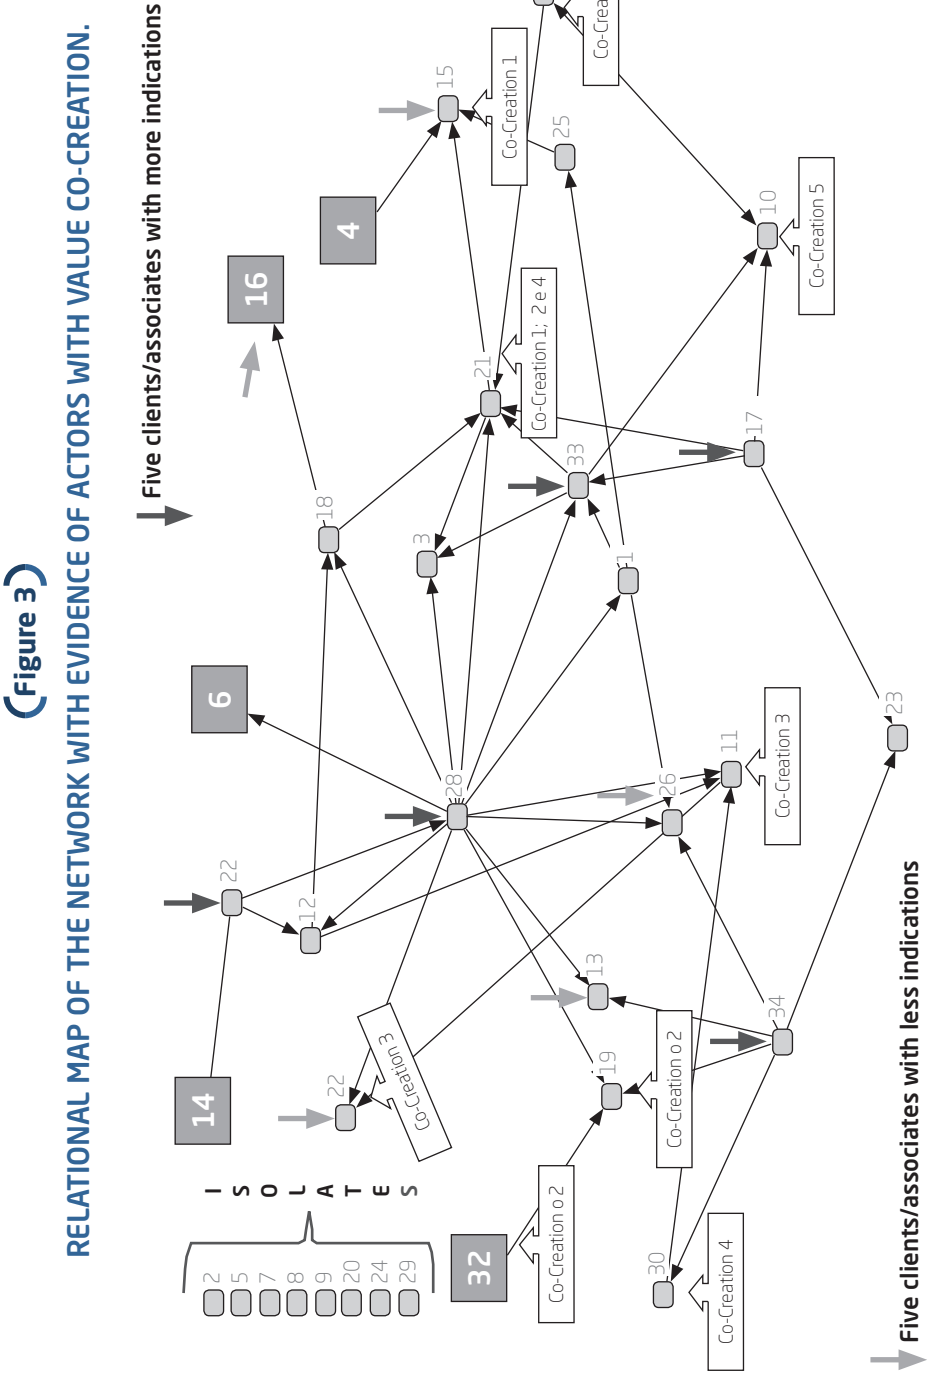 (Figure 3)
RELATIONAL MAP OF THE NETWORK WITH EVIDENCE OF ACTORS WITH VALUE CO-CREATION.
Five clients/associates with more indications
2
5
7
8
9
20
24
29
I
S
O
L
A
T
E
S
14
6
22
16
12
18
22
4
Co-Creation 3
3
15
28
32
21
Co-Creation 1
Co-Creation 1; 2 e 4
Co-Creation o 2
25
33
13
Co-Crea
19
1
30
26
Co-Creation o 2
Co-Creation 4
11
17
10
34
Co-Creation 3
Co-Creation 5
23
Five clients/associates with less indications